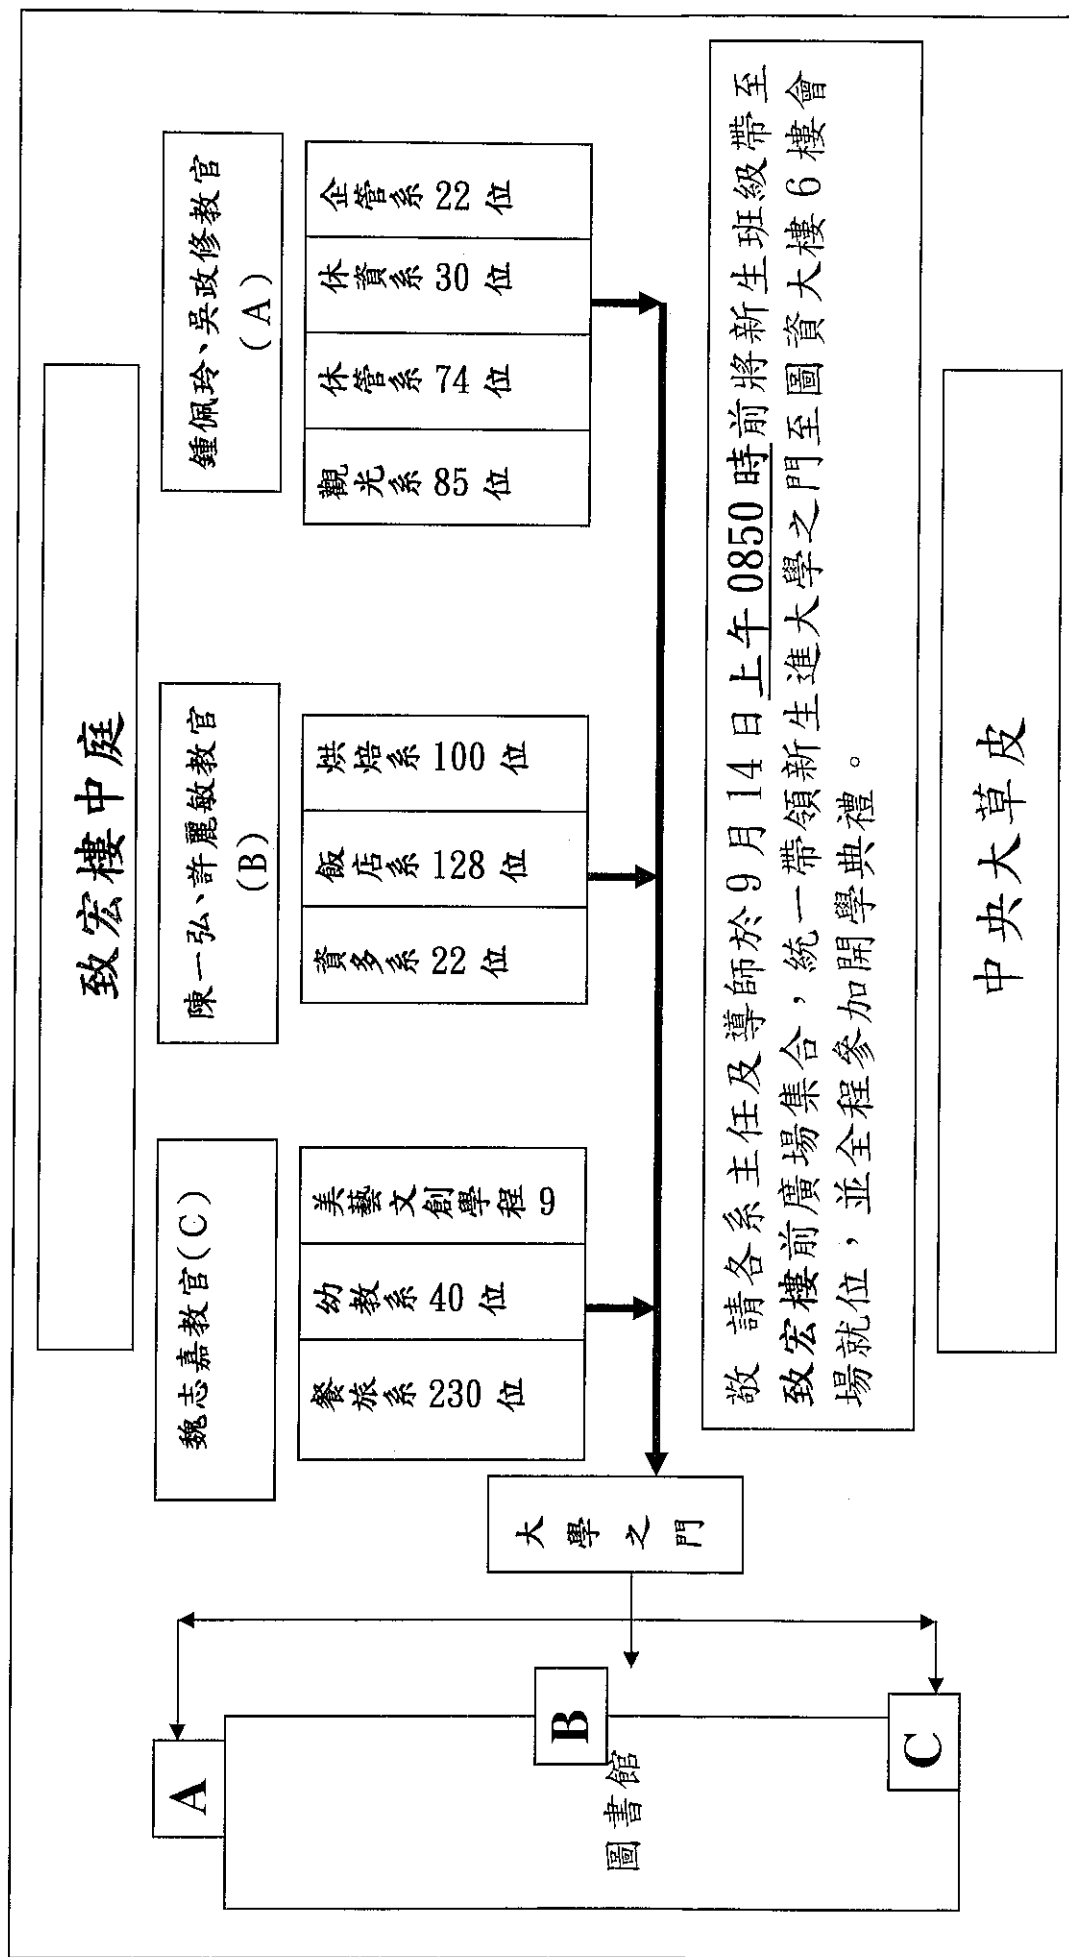 致宏樓中庭
魏志嘉教官(C)
陳一弘、許麗敏教官
(B)
鍾佩玲、吳政修教官
(A)
餐旅系 230 位
幼教系 40 位
美藝文創學程 9
資多系 22 位
飯店系 128 位
烘焙系 100 位
觀光系 85 位
休管系 74 位
休資系 30 位
企管系 22 位
大學之門
A
B
C
圖書館
敬請各系主任及導師於 9 月 14 日上午 0850 時前將新生班級帶至
致宏樓前廣場集合，統一帶領新生進大學之門至圖資大樓 6 樓會
場就位，並全程參加開學典禮。
中央大草皮